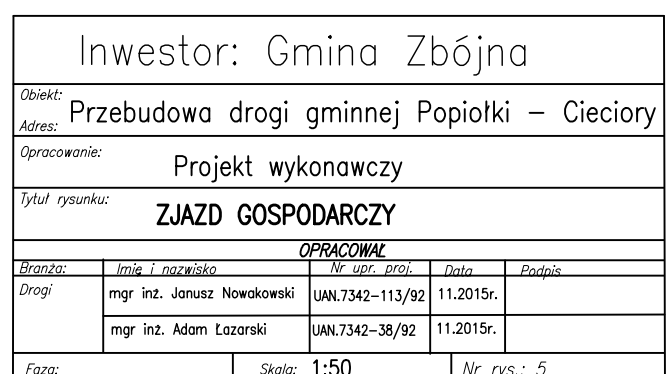 Inwestor: Gmina Zbójna
Obiekt:
Adres: Przebudowa drogi gminnej Popiołki – Cieciory
Opracowanie:
Projekt wykonawczy
Tytuł rysunku:
ZJAZD GOSPODARCZY
OPRACOWAŁ
Branża: Imię i nazwisko Nr upr. proj. Data Podpis
Drogi mgr inż. Janusz Nowakowski UAN.7342–113/92 11.2015r.
mgr inż. Adam Łazarski UAN.7342–38/92 11.2015r.
Faza: Skala: 1:50 Nr rys.: 5